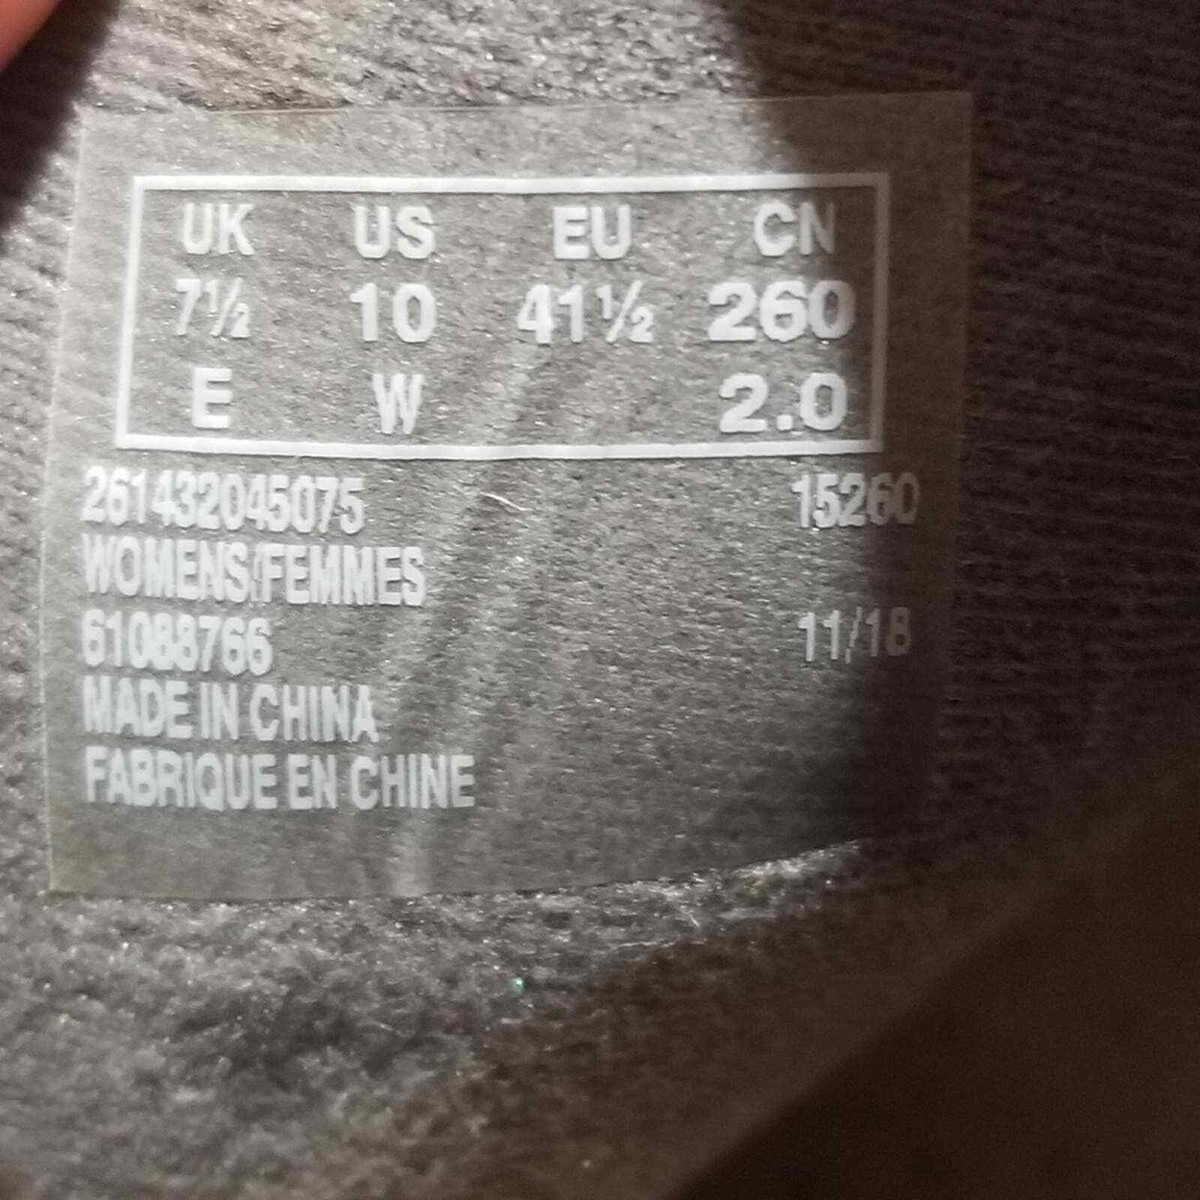 UK US EU CN
7½ 10 41½ 260
E W 2.0
261432045075 15260
WOMENS/FEMMES
61088766 11/18
MADE IN CHINA
FABRIQUE EN CHINE